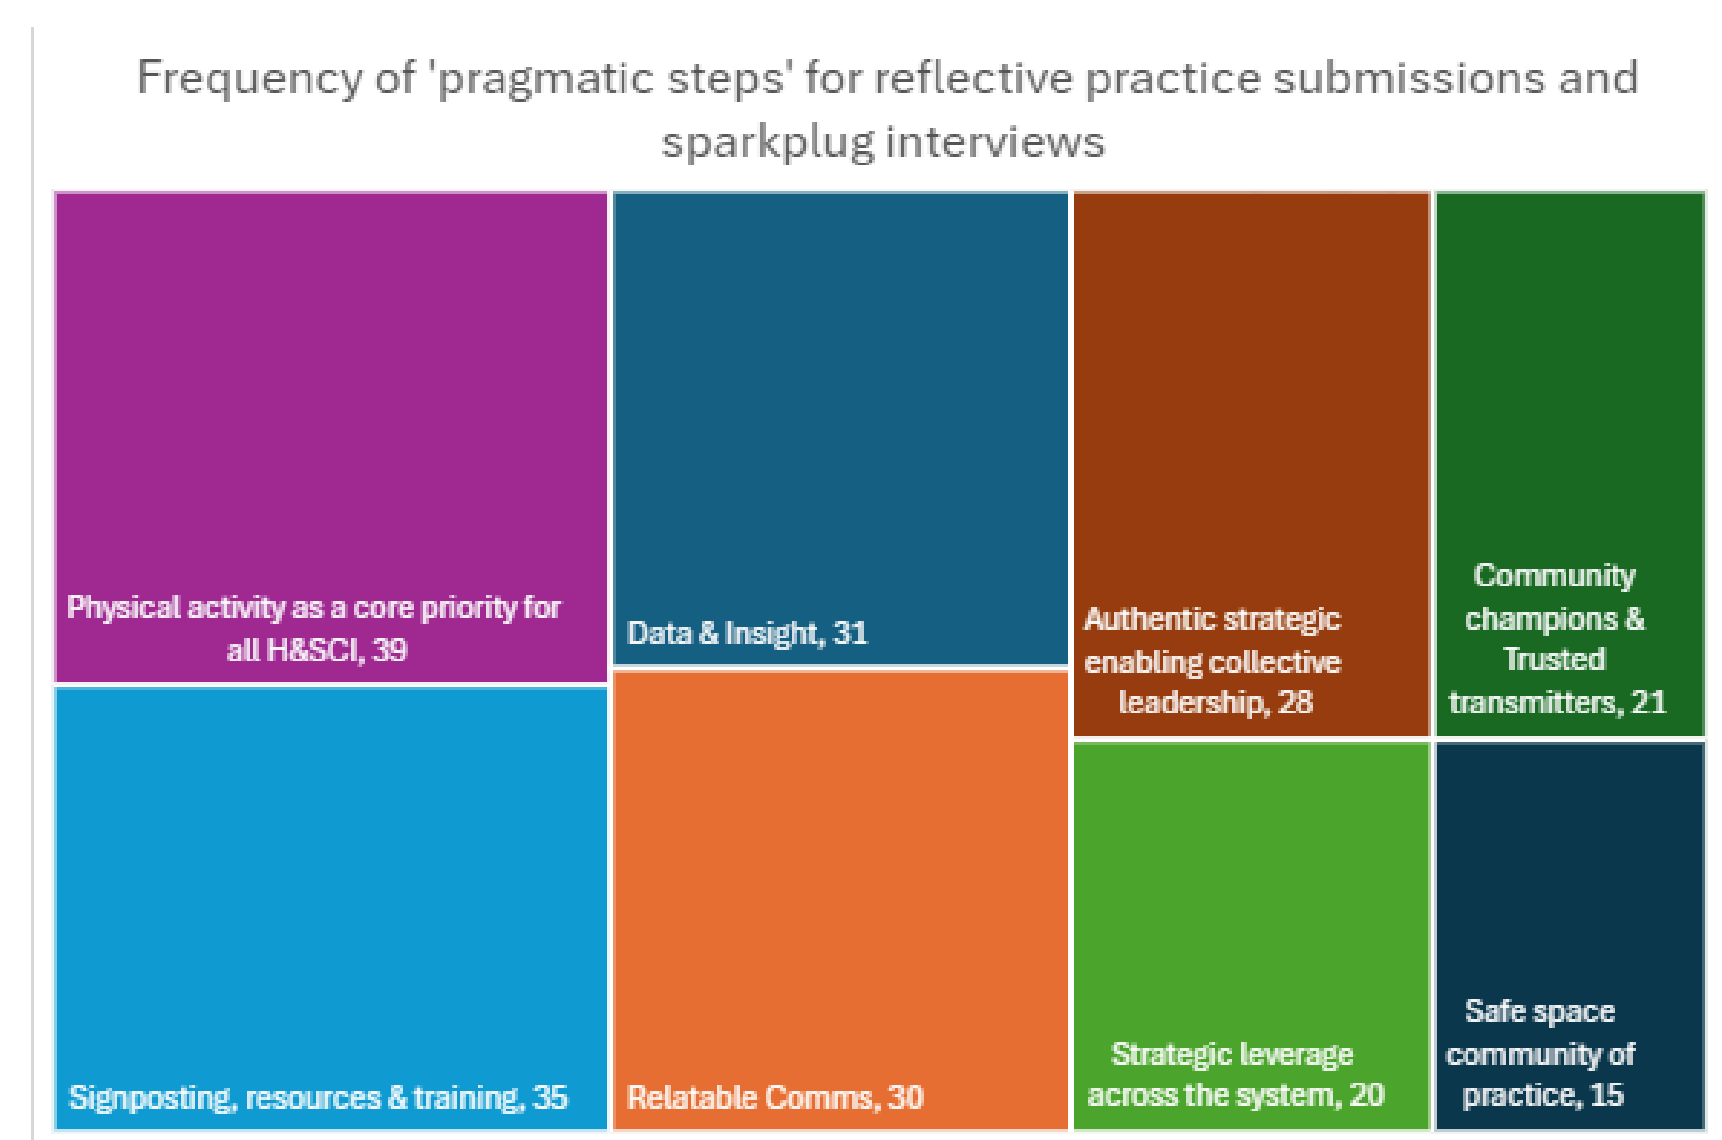 Frequency of 'pragmatic steps' for reflective practice submissions and
sparkplug interviews
Physical activity as a core priority for
all H&SCI, 39
Signposting, resources & training, 35
Data & Insight, 31
Relatable Comms, 30
Authentic strategic
enabling collective
leadership, 28
Strategic leverage
across the system, 20
Community
champions &
Trusted
transmitters, 21
Safe space
community of
practice, 15